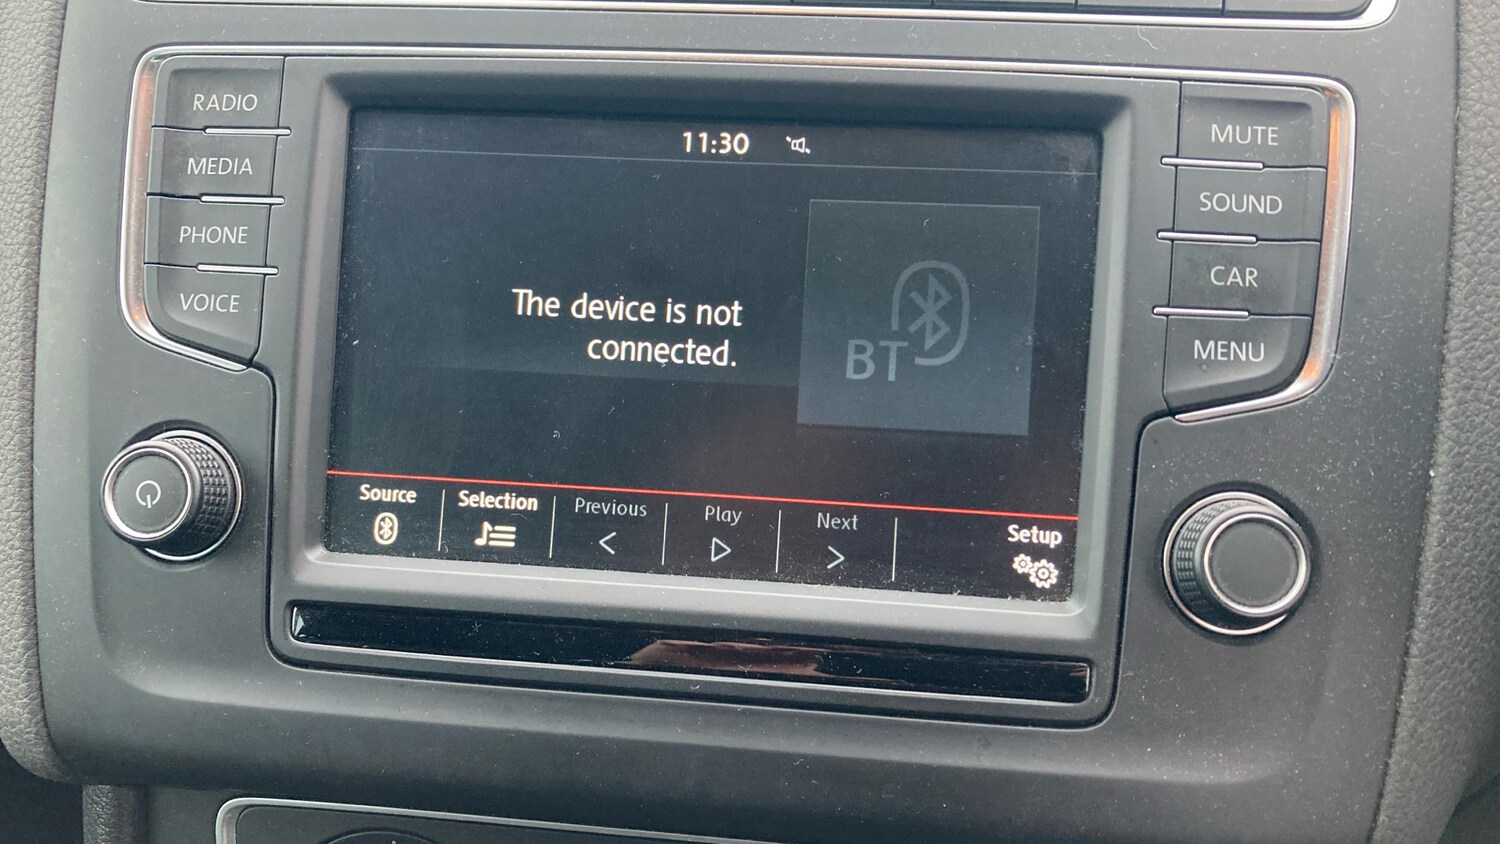 RADIO
MEDIA
PHONE
VOICE
11:30
The device is not
connected.
BT
Source
Selection
Previous
Play
Next
Setup
MUTE
SOUND
CAR
MENU